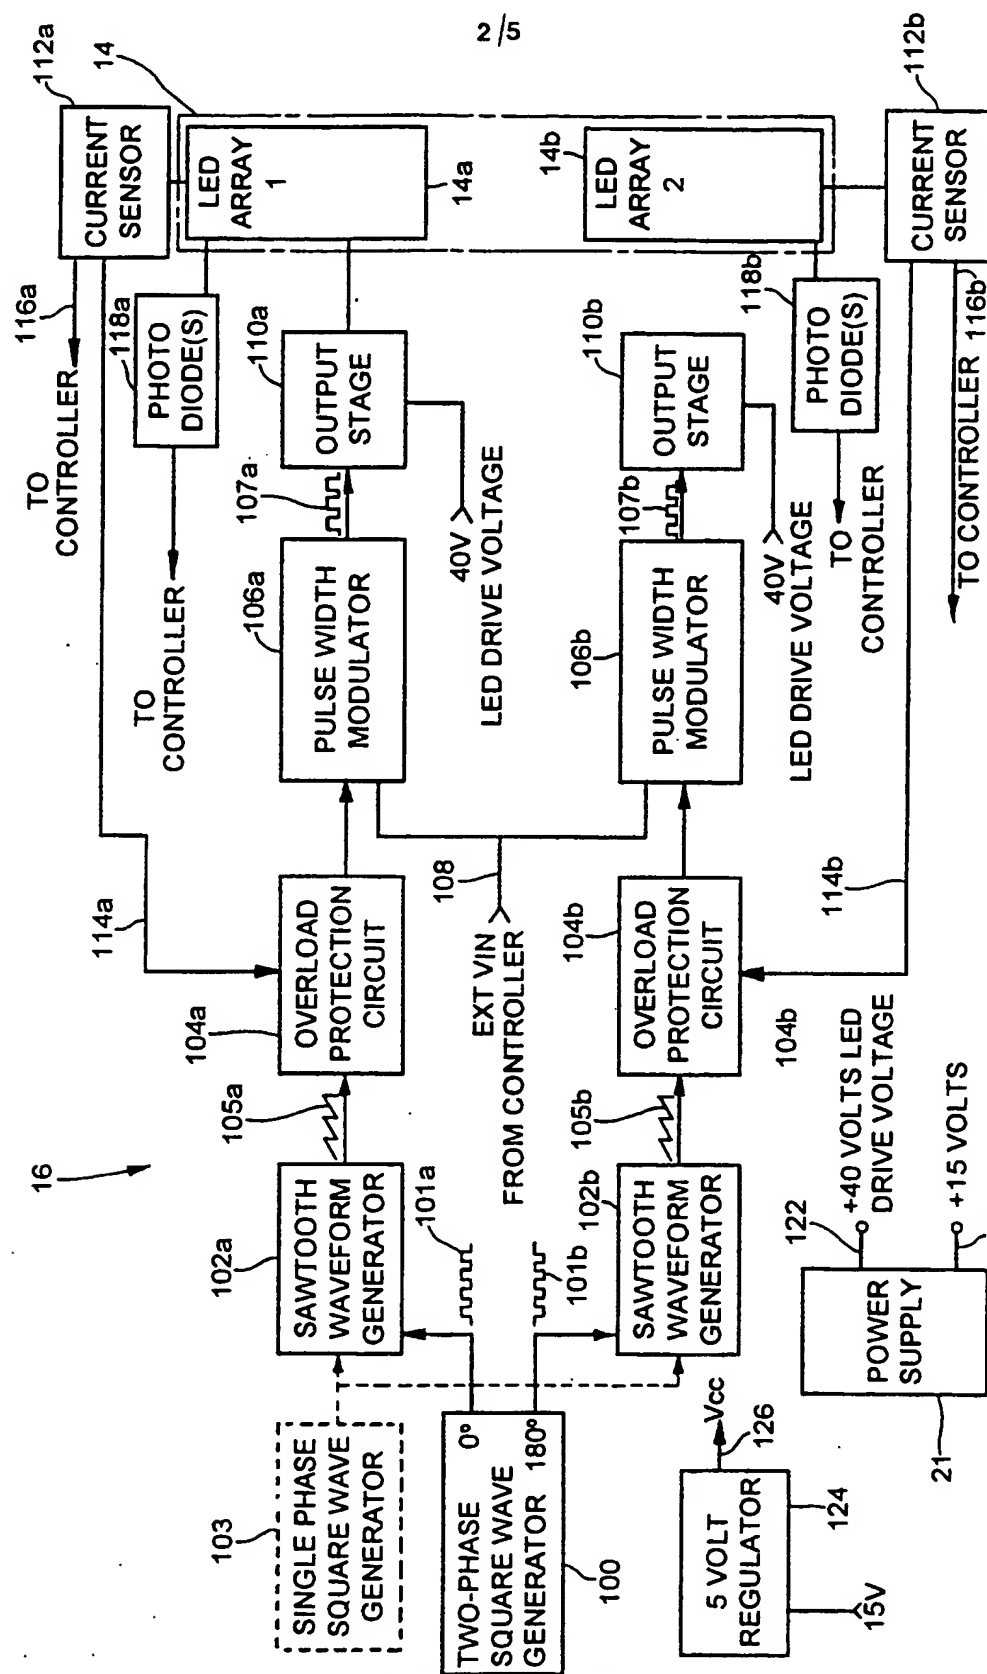 2/5
16
103
SINGLE PHASE
SQUARE WAVE
GENERATOR
TWO-PHASE
SQUARE WAVE
GENERATOR
0°
180°
100
101a
101b
102a
SAWTOOTH
WAVEFORM
GENERATOR
102b
SAWTOOTH
WAVEFORM
GENERATOR
105a
105b
104a
OVERLOAD
PROTECTION
CIRCUIT
104b
OVERLOAD
PROTECTION
CIRCUIT
104b
114a
114b
EXT VIN
FROM CONTROLLER
108
106a
PULSE WIDTH
MODULATOR
106b
PULSE WIDTH
MODULATOR
107a
107b
110a
OUTPUT
STAGE
110b
OUTPUT
STAGE
40V
LED DRIVE VOLTAGE
40V
LED DRIVE VOLTAGE
TO
CONTROLLER
116a
TO
CONTROLLER
118a
PHOTO
DIODE(S)
118b
PHOTO
DIODE(S)
TO
CONTROLLER
TO CONTROLLER
116b
112a
CURRENT
SENSOR
112b
CURRENT
SENSOR
14
LED
ARRAY
1
14a
14b
LED
ARRAY
2
5 VOLT
REGULATOR
15V
124
126
Vcc
POWER
SUPPLY
21
122
+40 VOLTS LED
DRIVE VOLTAGE
+15 VOLTS